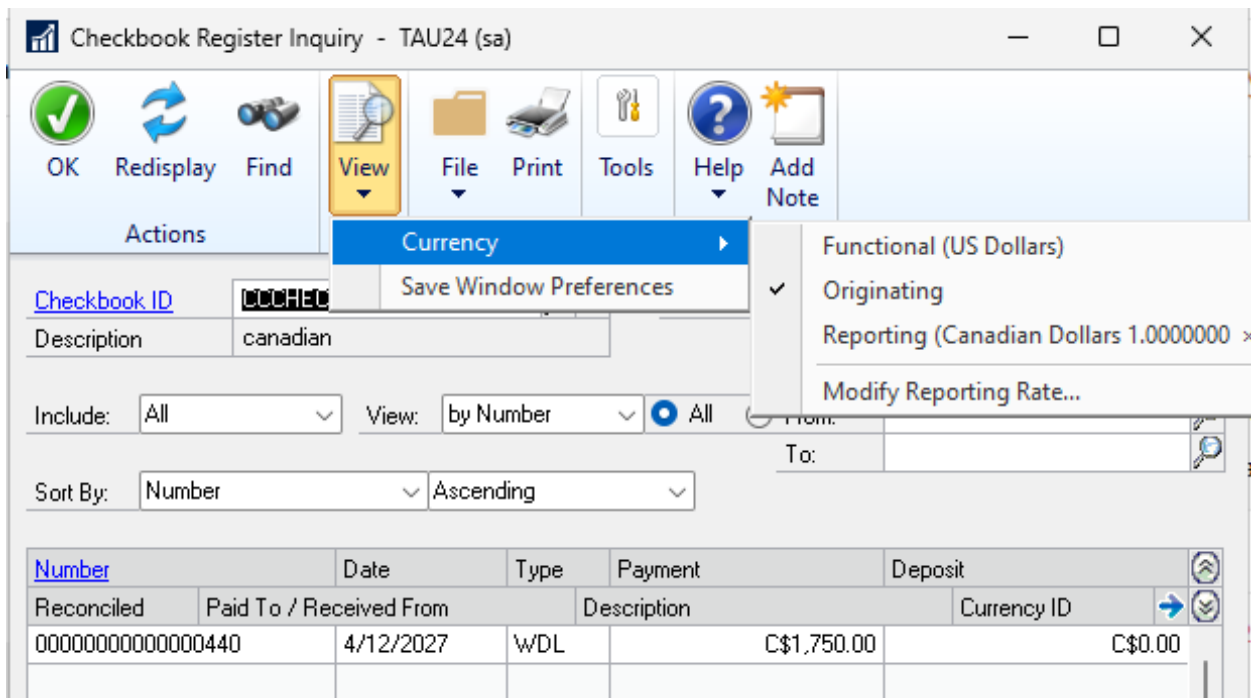 Checkbook Register Inquiry - TAU24 (sa)
OK Redisplay Find View File Print Tools Help Add Note
Actions
Currency
Save Window Preferences
Functional (US Dollars)
Originating
Reporting (Canadian Dollars 1.0000000
Modify Reporting Rate...
Checkbook ID
Description canadian
Include: All View: by Number All From:
To:
Sort By: Number Ascending
Number Date Type Payment Deposit
Reconciled Paid To / Received From Description Currency ID
00000000000000440 4/12/2027 WDL C$1,750.00 C$0.00